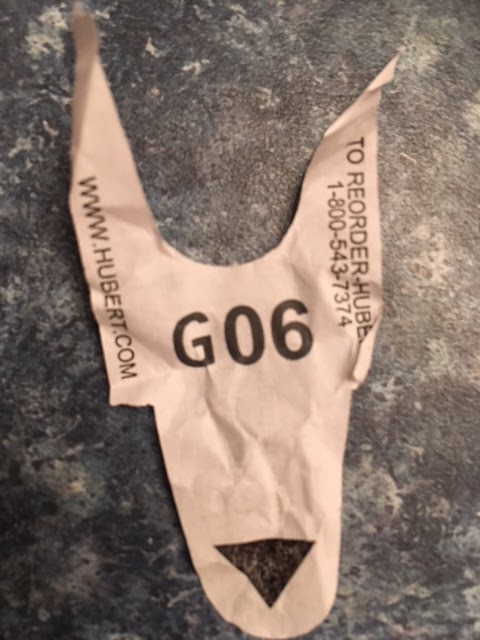 WWW.HUBERT.COM
G06
TO REORDER-HUBE
1-800-543-7374